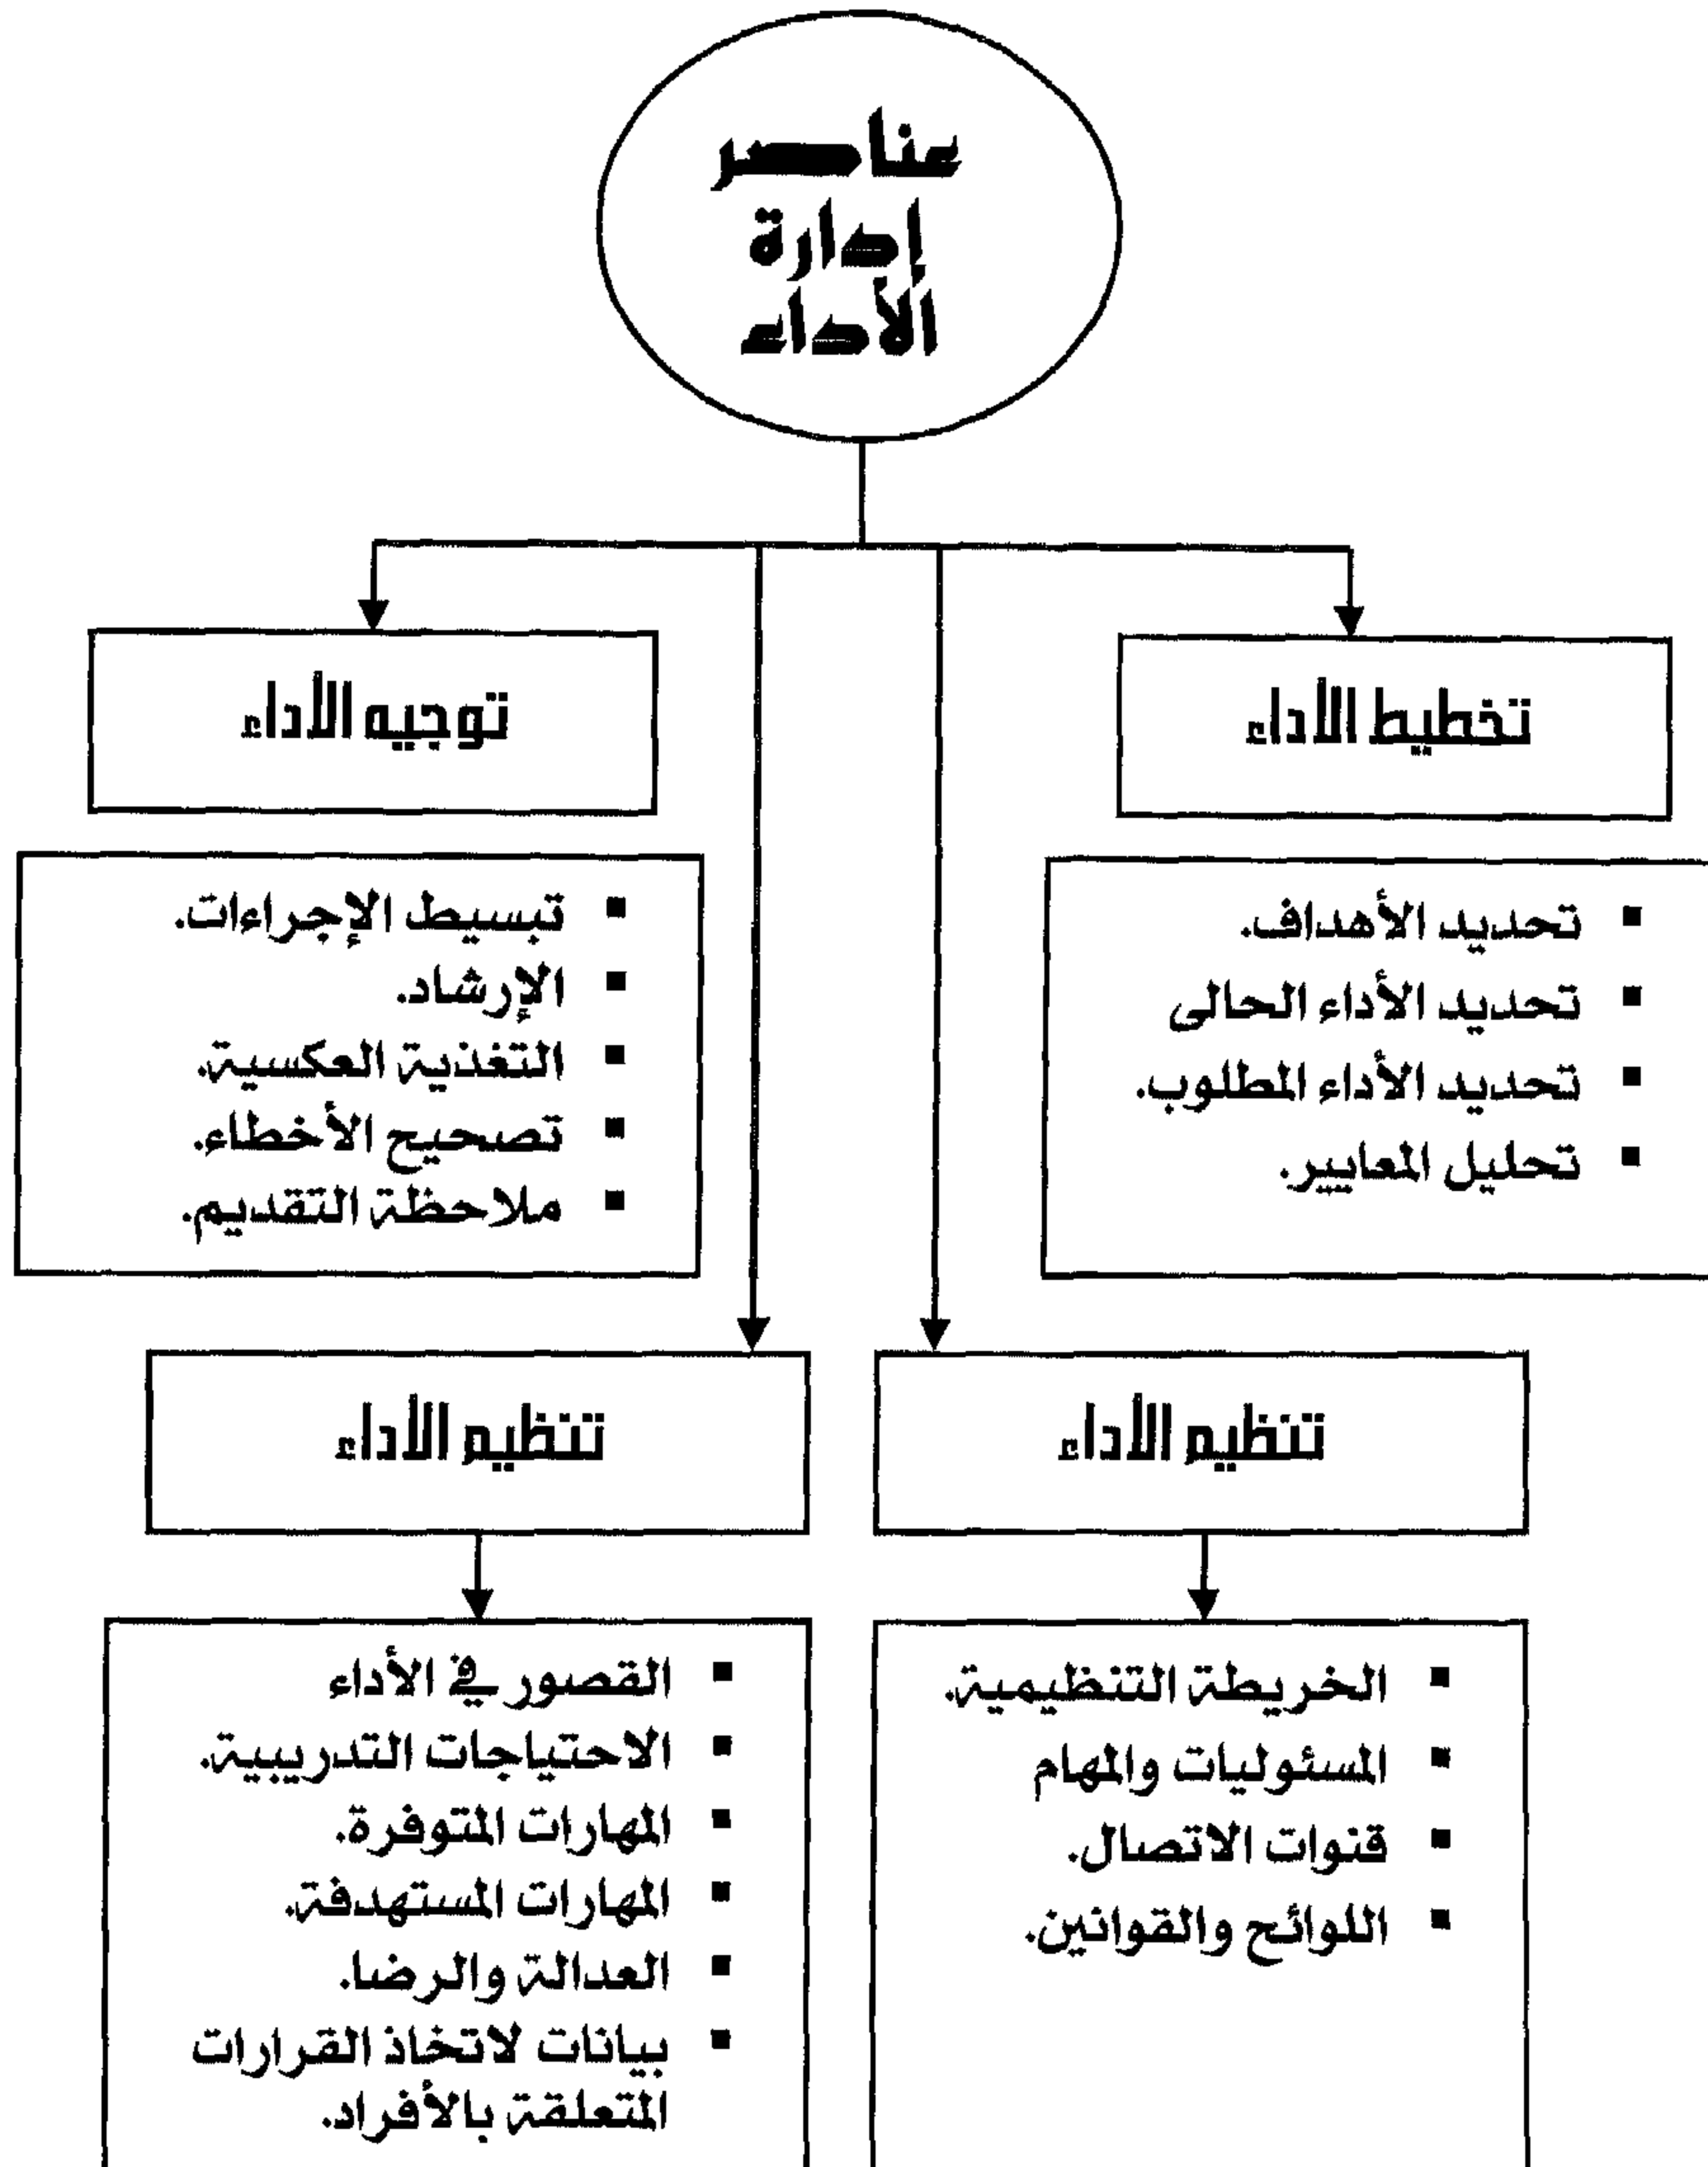 عناصر
إدارة
الأداء
تخطيط الأداء
▪ تحديد الأهداف.
▪ تحديد الأداء الحالى
▪ تحديد الأداء المطلوب.
▪ تحليل المعايير.
توجيه الأداء
▪ تبسيط الإجراءات.
▪ الإرشاد.
▪ التغذية العكسية.
▪ تصحيح الأخطاء.
▪ ملاحظة التقديم.
تنظيم الأداء
▪ الخريطة التنظيمية.
▪ المسئوليات والمهام
▪ قنوات الاتصال.
▪ اللوائح والقوانين.
تنظيم الأداء
▪ القصور في الأداء
▪ الاحتياجات التدريبية.
▪ المهارات المتوفرة.
▪ المهارات المستهدفة.
▪ العدالة والرضا.
▪ بيانات لاتخاذ القرارات
المتعلقة بالأفراد.